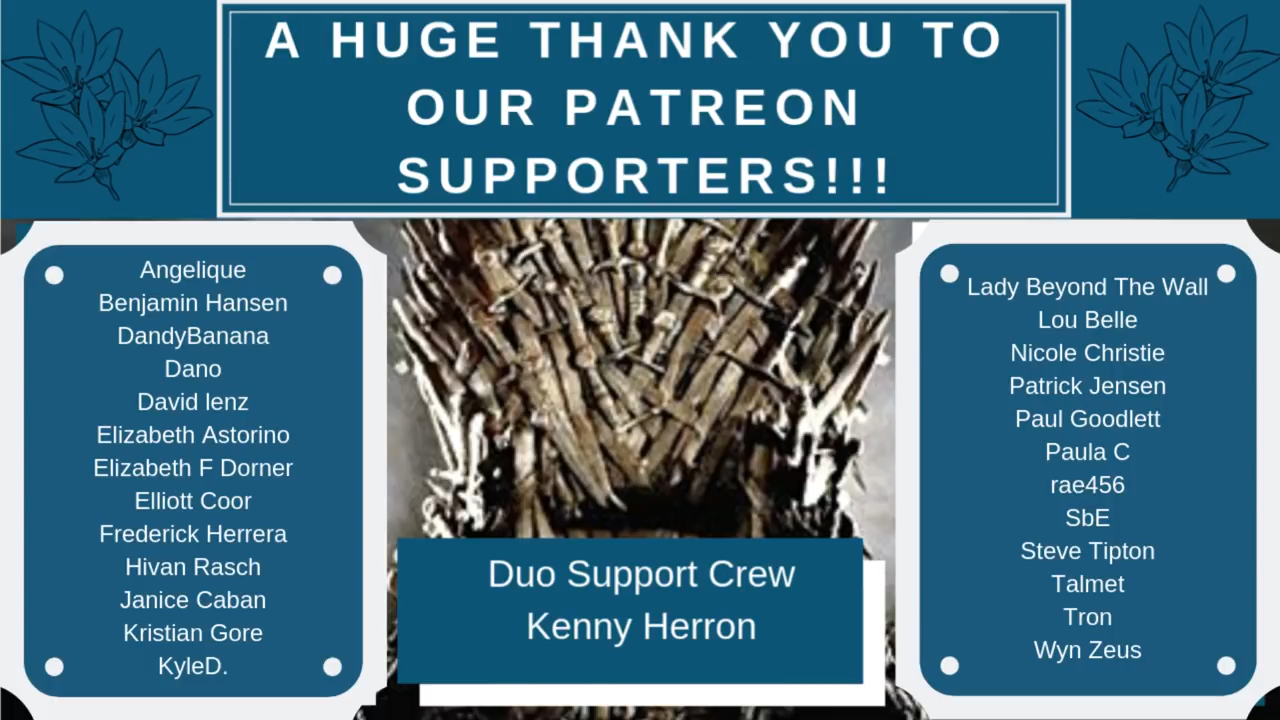 A HUGE THANK YOU TO
OUR PATREON
SUPPORTERS!!!
Angelique
Benjamin Hansen
DandyBanana
Dano
David lenz
Elizabeth Astorino
Elizabeth F Dorner
Elliott Coor
Frederick Herrera
Hivan Rasch
Janice Caban
Kristian Gore
KyleD.
Duo Support Crew
Kenny Herron
Lady Beyond The Wall
Lou Belle
Nicole Christie
Patrick Jensen
Paul Goodlett
Paula C
rae456
SbE
Steve Tipton
Talmet
Tron
Wyn Zeus